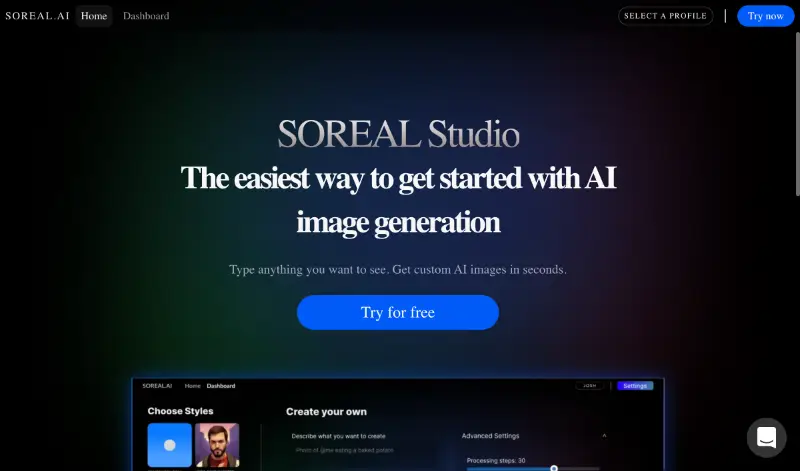 SOREAL.AI Home Dashboard SELECT A PROFILE Try now
SOREAL Studio
The easiest way to get started with AI
image generation
Type anything you want to see. Get custom AI images in seconds.
Try for free
SOREAL.AI Home Dashboard JOSH Settings
Choose Styles
Create your own
Describe what you want to create
Photo of @me eating a baked potato
Advanced Settings
Processing steps: 30